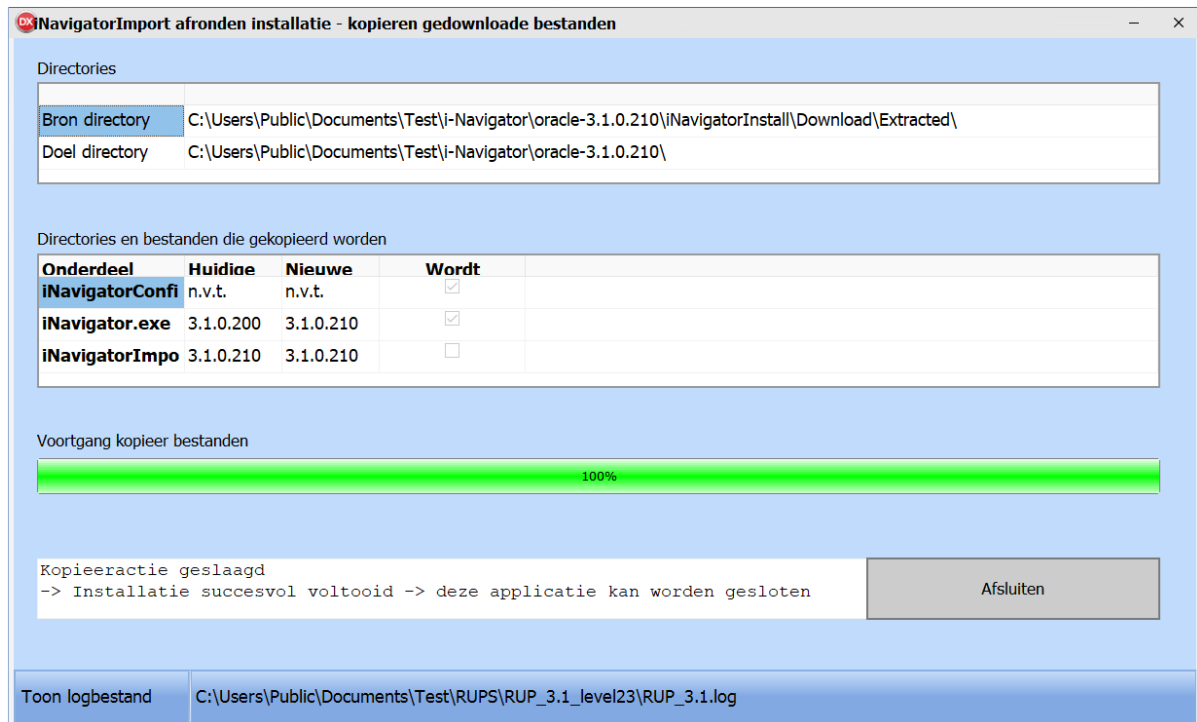 DX iNavigatorImport afronden installatie - kopieren gedownloade bestanden
Directories
Bron directory C:\Users\Public\Documents\Test\i-Navigator\oracle-3.1.0.210\iNavigatorInstall\Download\Extracted\
Doel directory C:\Users\Public\Documents\Test\i-Navigator\oracle-3.1.0.210\
Directories en bestanden die gekopieerd worden
Onderdeel Huidige Nieuwe Wordt
iNavigatorConfi n.v.t. n.v.t.
iNavigator.exe 3.1.0.200 3.1.0.210
iNavigatorImpo 3.1.0.210 3.1.0.210
Voortgang kopieer bestanden
100%
Kopieeractie geslaagd
-> Installatie succesvol voltooid -> deze applicatie kan worden gesloten
Afsluiten
Toon logbestand C:\Users\Public\Documents\Test\RUPS\RUP_3.1_level23\RUP_3.1.log